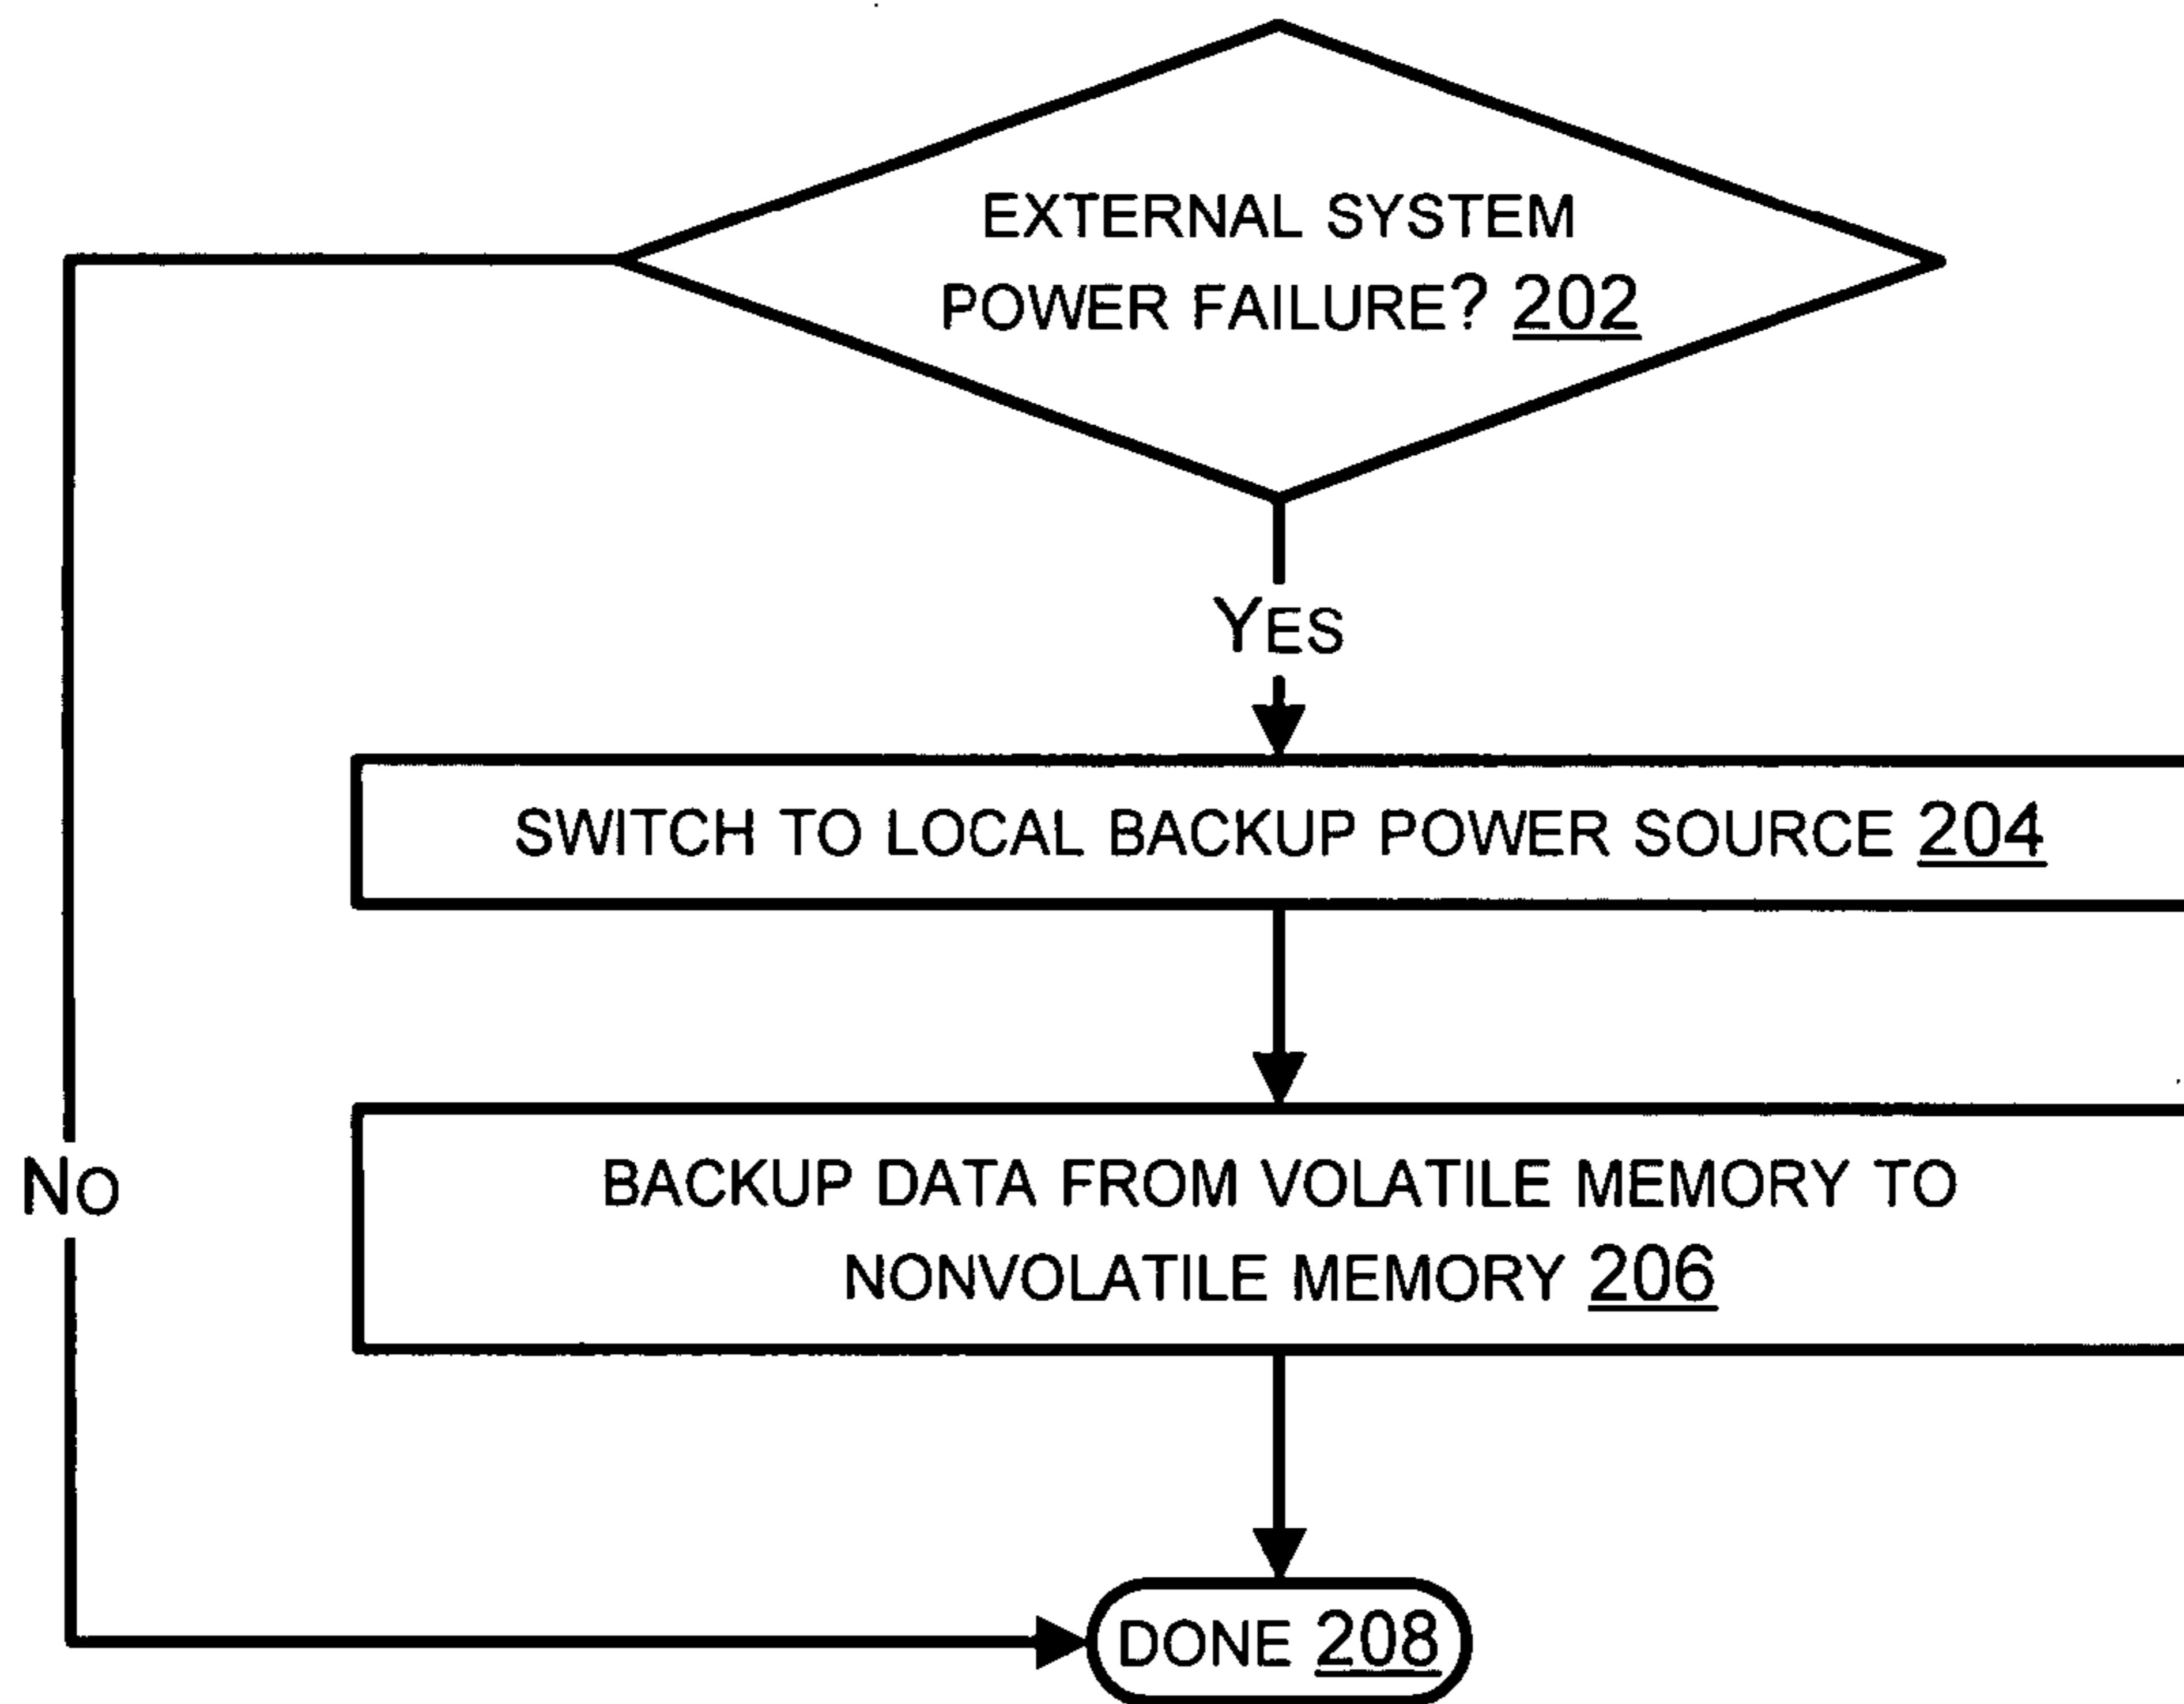 EXTERNAL SYSTEM
POWER FAILURE? 202
YES
SWITCH TO LOCAL BACKUP POWER SOURCE 204
BACKUP DATA FROM VOLATILE MEMORY TO
NONVOLATILE MEMORY 206
NO
DONE 208